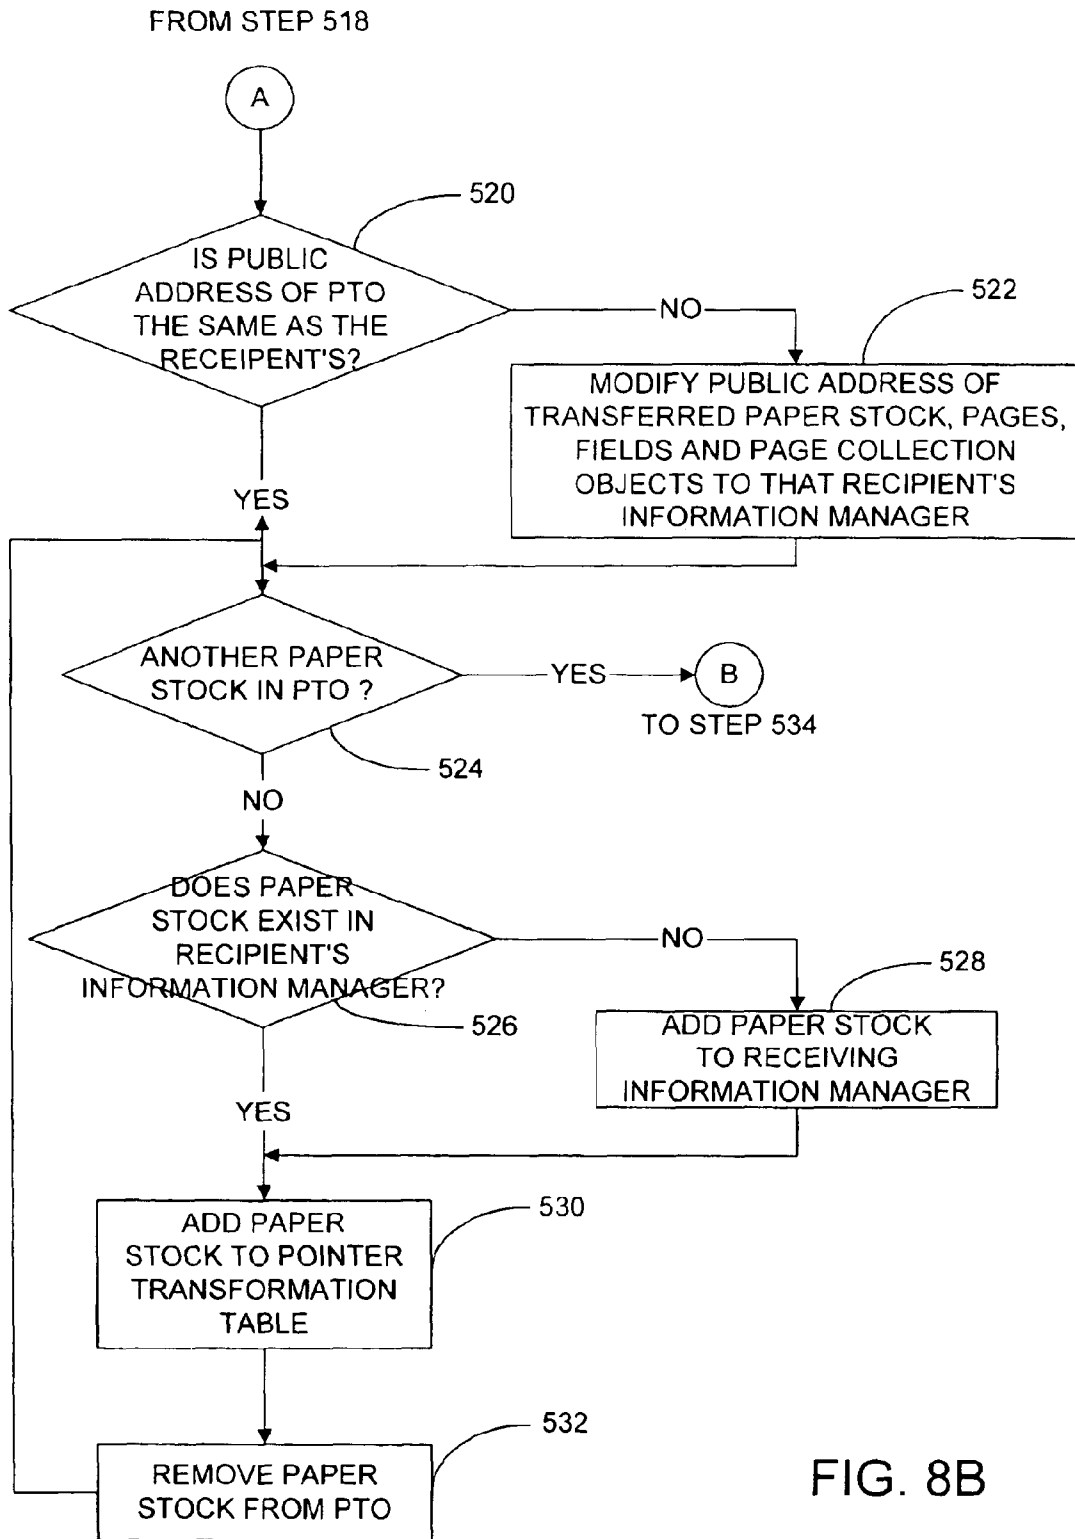 FROM STEP 518
A
520
IS PUBLIC
ADDRESS OF PTO
THE SAME AS THE
RECEIPENT'S?
NO
522
MODIFY PUBLIC ADDRESS OF
TRANSFERRED PAPER STOCK, PAGES,
FIELDS AND PAGE COLLECTION
OBJECTS TO THAT RECIPIENT'S
INFORMATION MANAGER
YES
ANOTHER PAPER
STOCK IN PTO ?
YES
B
TO STEP 534
524
NO
DOES PAPER
STOCK EXIST IN
RECIPIENT'S
INFORMATION MANAGER?
NO
526
528
ADD PAPER STOCK
TO RECEIVING
INFORMATION MANAGER
YES
530
ADD PAPER
STOCK TO POINTER
TRANSFORMATION
TABLE
532
REMOVE PAPER
STOCK FROM PTO
FIG. 8B